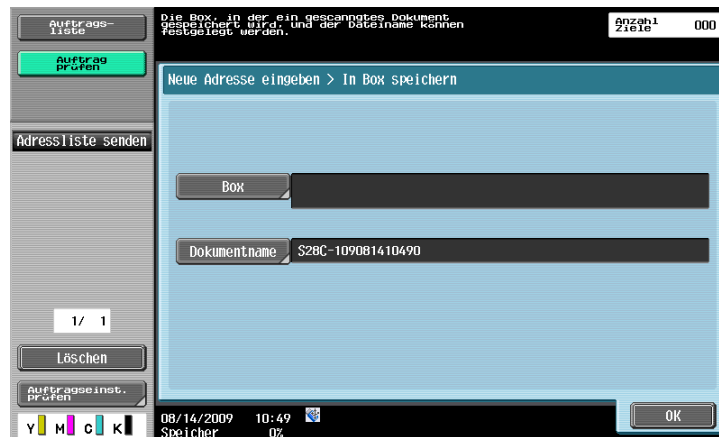 Auftrags-
liste
Die Box, in der ein gescanngtes Dokument
gespeichert wird, und der Dateiname können
festgelegt werden.
Anzahl
Ziele 000
Auftrag
prüfen
Neue Adresse eingeben > In Box speichern
Adressliste senden
Box
Dokumentname S28C-109081410490
1/ 1
Löschen
Auftragseinst.
prüfen
OK
Y M C K
08/14/2009 10:49
Speicher 0%